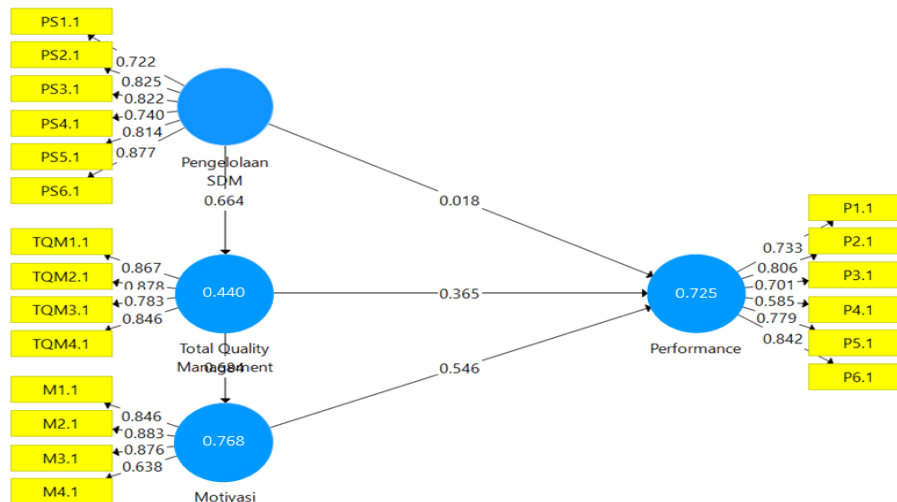 PS1.1
PS2.1
PS3.1
PS4.1
PS5.1
PS6.1
0.722
0.825
0.822
0.740
0.814
0.877
Pengelolaan
SDM
0.664
0.018
TQM1.1
TQM2.1
TQM3.1
TQM4.1
0.867
0.878
0.783
0.846
0.440
0.365
Total Quality
Management
M1.1
M2.1
M3.1
M4.1
0.846
0.883
0.876
0.638
0.768
Motivasi
0.546
0.725
Performance
0.733
0.806
0.701
0.585
0.779
0.842
P1.1
P2.1
P3.1
P4.1
P5.1
P6.1